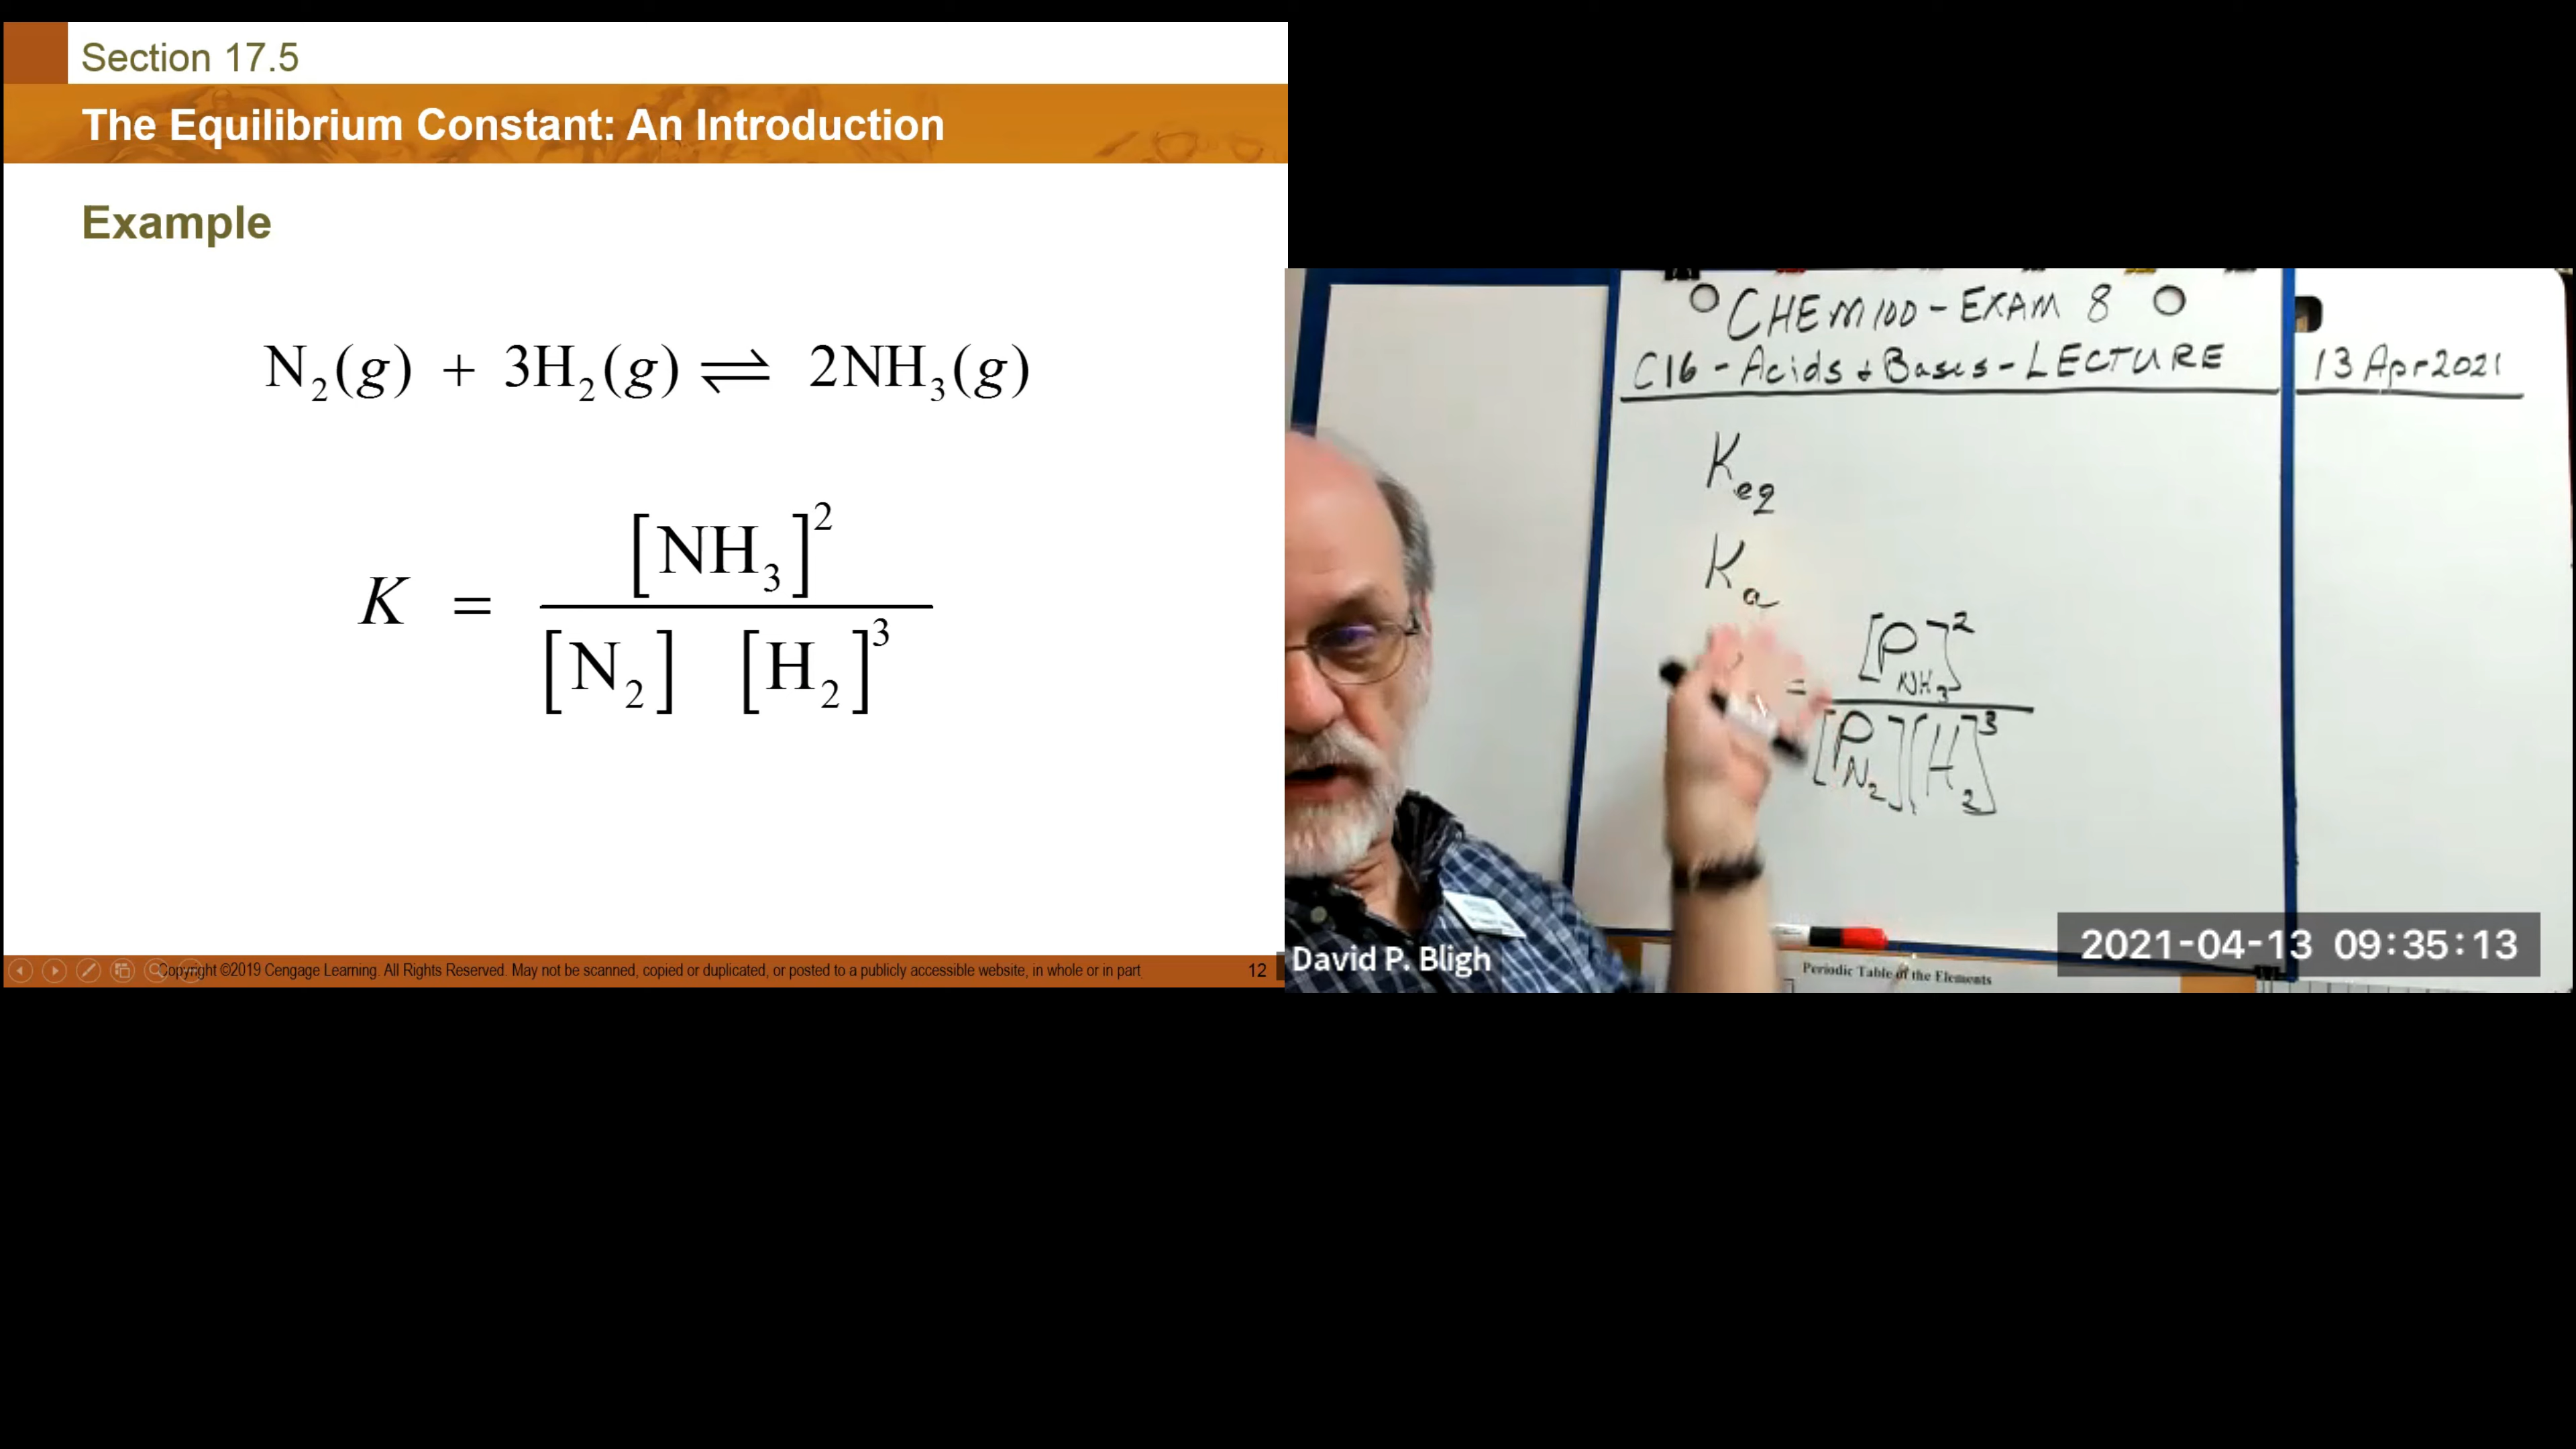 Section 17.5
The Equilibrium Constant: An Introduction
Example
N₂(g) + 3H₂(g) ⇌ 2NH₃(g)
K = [NH₃]² / [N₂] [H₂]³
Copyright ©2019 Cengage Learning. All Rights Reserved. May not be scanned, copied or duplicated, or posted to a publicly accessible website, in whole or in part
12
CHEM 100 - EXAM 8
C16 - Acids & Bases - LECTURE
13 Apr 2021
Keq
Ka
= [P NH₃]² / [P N₂][H₂]³
David P. Bligh
2021-04-13 09:35:13
Periodic Table of the Elements